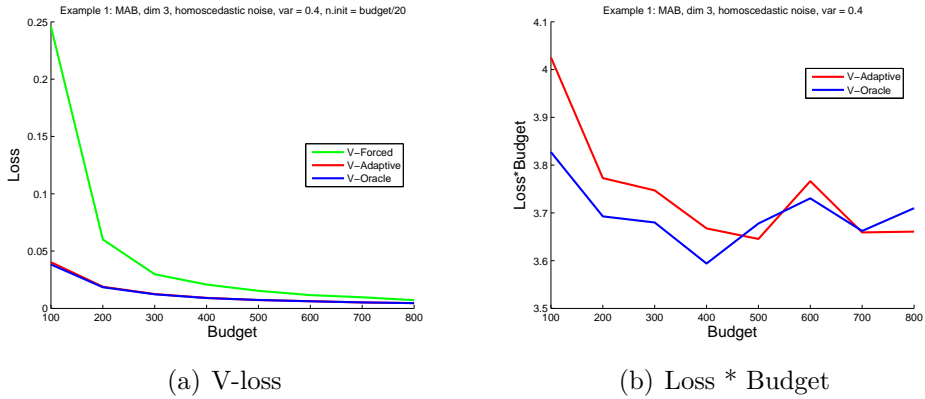 Example 1: MAB, dim 3, homoscedastic noise, var = 0.4, n.init = budget/20
0.25
0.2
0.15
0.1
0.05
0
Loss
100 200 300 400 500 600 700 800
Budget
V−Forced
V−Adaptive
V−Oracle
(a) V-loss
Example 1: MAB, dim 3, homoscedastic noise, var = 0.4
4.1
4
3.9
3.8
3.7
3.6
3.5
Loss*Budget
100 200 300 400 500 600 700 800
Budget
V−Adaptive
V−Oracle
(b) Loss * Budget